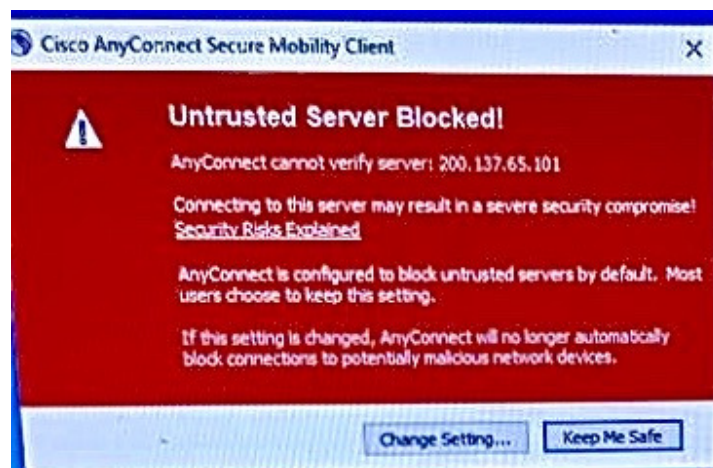 Cisco AnyConnect Secure Mobility Client
Untrusted Server Blocked!
AnyConnect cannot verify server: 200.137.65.101
Connecting to this server may result in a severe security compromise!
Security Risks Explained
AnyConnect is configured to block untrusted servers by default. Most
users choose to keep this setting.
If this setting is changed, AnyConnect will no longer automatically
block connections to potentially malicious network devices.
Change Setting...
Keep Me Safe